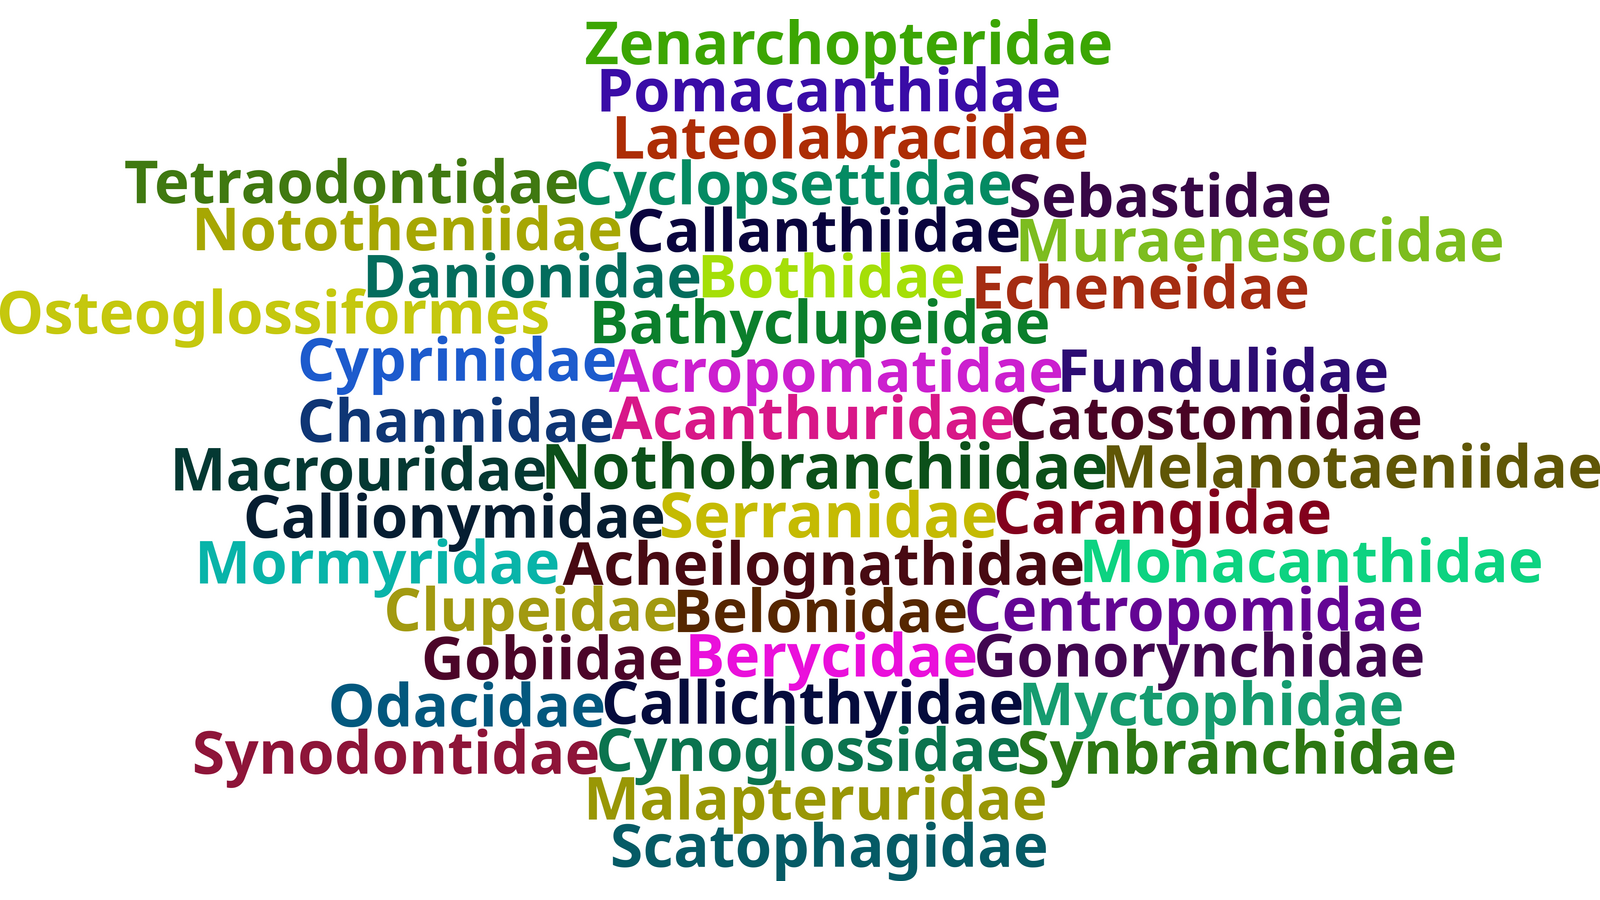 Zenarchopteridae
Pomacanthidae
Lateolabracidae
Tetraodontidae Cyclopsettidae Sebastidae
Nototheniidae Callanthiidae Muraenesocidae
Danionidae Bothidae Echeneidae
Osteoglossiformes Bathyclupeidae
Cyprinidae Acropomatidae Fundulidae
Channidae Acanthuridae Catostomidae
Macrouridae Nothobranchiidae Melanotaeniidae
Callionymidae Serranidae Carangidae
Mormyridae Acheilognathidae Monacanthidae
Clupeidae Belonidae Centropomidae
Gobiidae Berycidae Gonorynchidae
Odacidae Callichthyidae Myctophidae
Synodontidae Cynoglossidae Synbranchidae
Malapteruridae
Scatophagidae